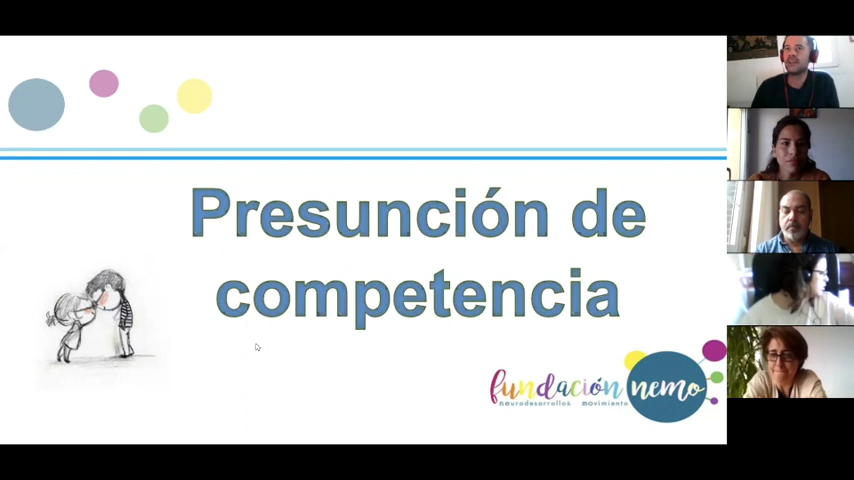 Presunción de
competencia
fundación nemo
neurodesarrollos movimiento